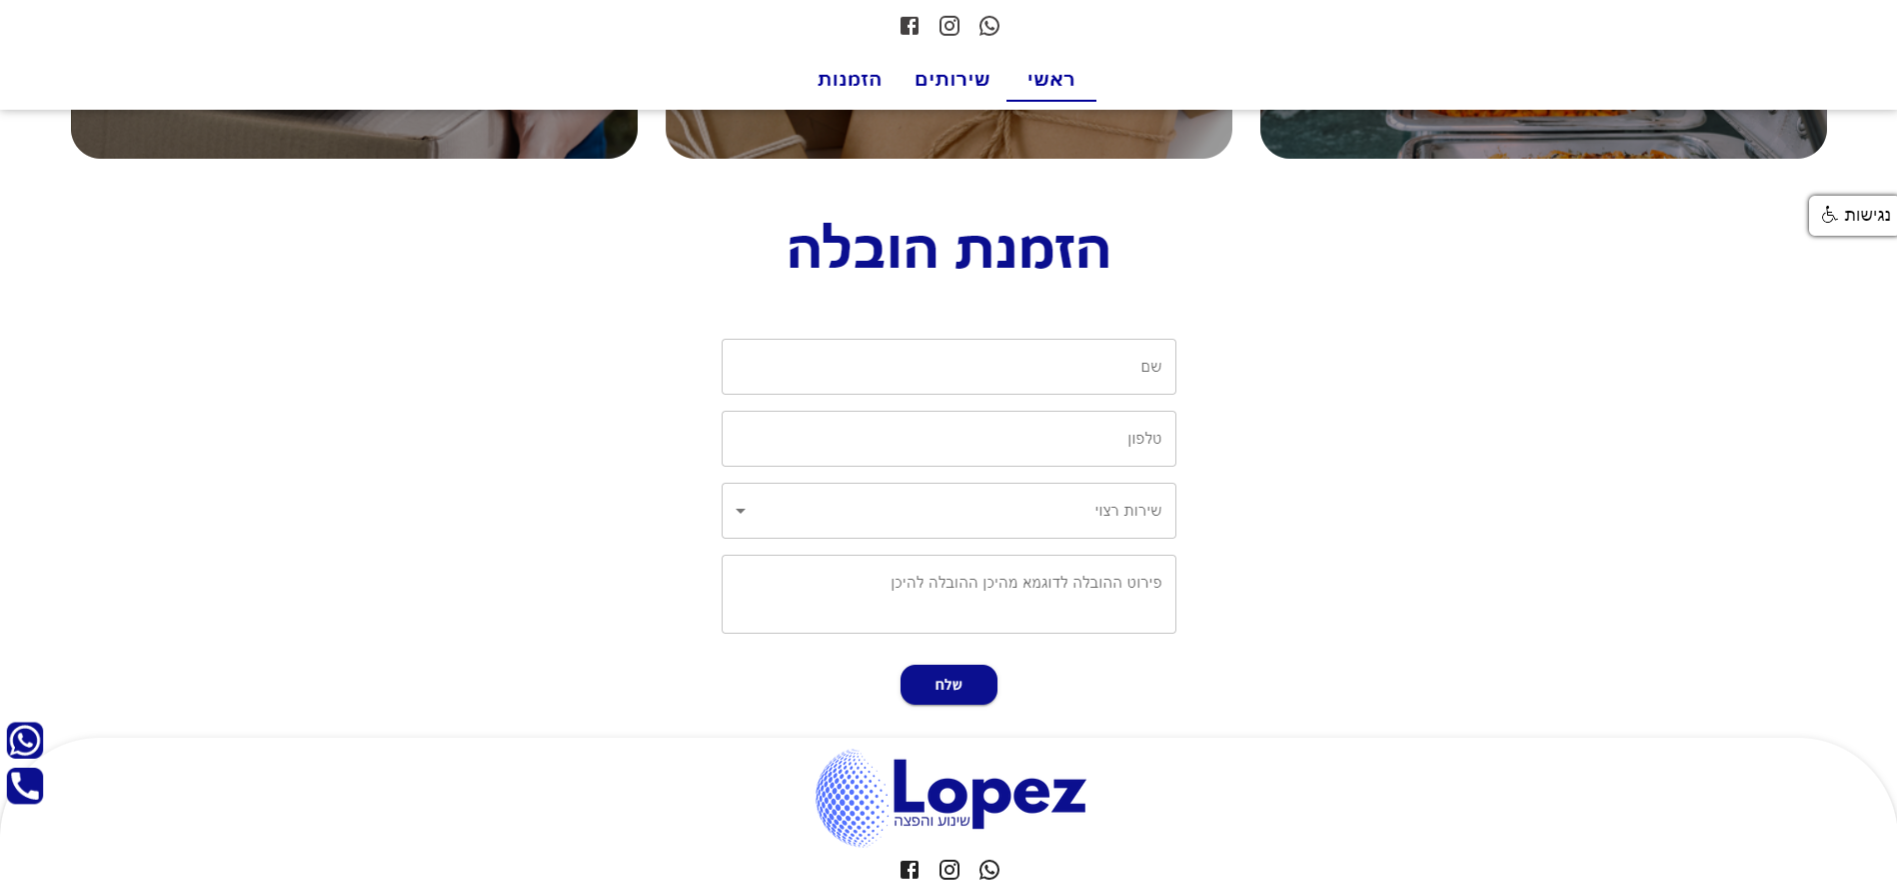 ראשי שירותים הזמנות
נגישות
הזמנת הובלה
שם
טלפון
שירות רצוי
פירוט ההובלה לדוגמא מהיכן ההובלה להיכן
שלח
Lopez
שינוע והפצה